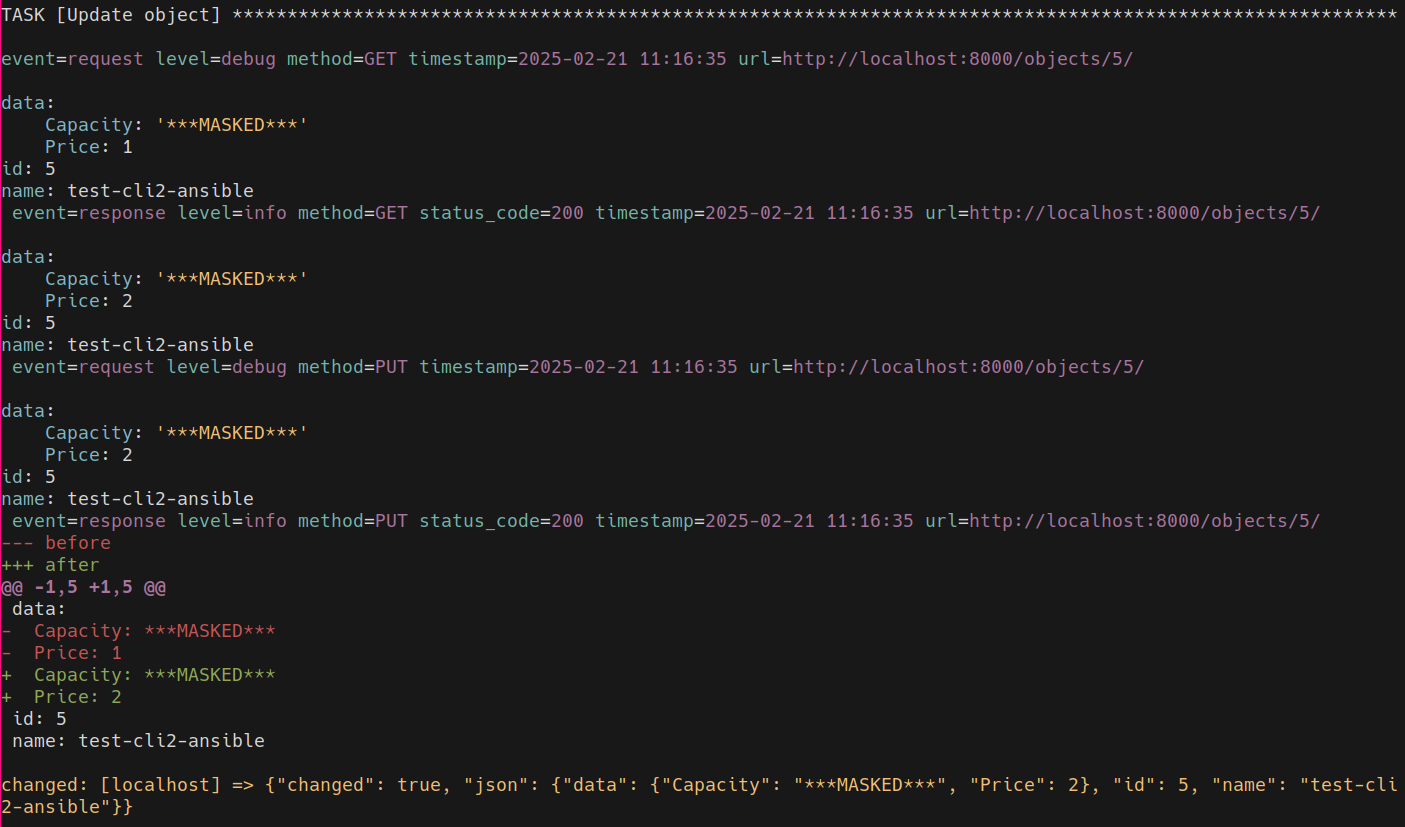 TASK [Update object] **********************************************************************************************************
event=request level=debug method=GET timestamp=2025-02-21 11:16:35 url=http://localhost:8000/objects/5/
data:
    Capacity: '***MASKED***'
    Price: 1
id: 5
name: test-cli2-ansible
 event=response level=info method=GET status_code=200 timestamp=2025-02-21 11:16:35 url=http://localhost:8000/objects/5/
data:
    Capacity: '***MASKED***'
    Price: 2
id: 5
name: test-cli2-ansible
 event=request level=debug method=PUT timestamp=2025-02-21 11:16:35 url=http://localhost:8000/objects/5/
data:
    Capacity: '***MASKED***'
    Price: 2
id: 5
name: test-cli2-ansible
 event=response level=info method=PUT status_code=200 timestamp=2025-02-21 11:16:35 url=http://localhost:8000/objects/5/
--- before
+++ after
@@ -1,5 +1,5 @@
 data:
-  Capacity: ***MASKED***
-  Price: 1
+  Capacity: ***MASKED***
+  Price: 2
 id: 5
 name: test-cli2-ansible
changed: [localhost] => {"changed": true, "json": {"data": {"Capacity": "***MASKED***", "Price": 2}, "id": 5, "name": "test-cli
2-ansible"}}